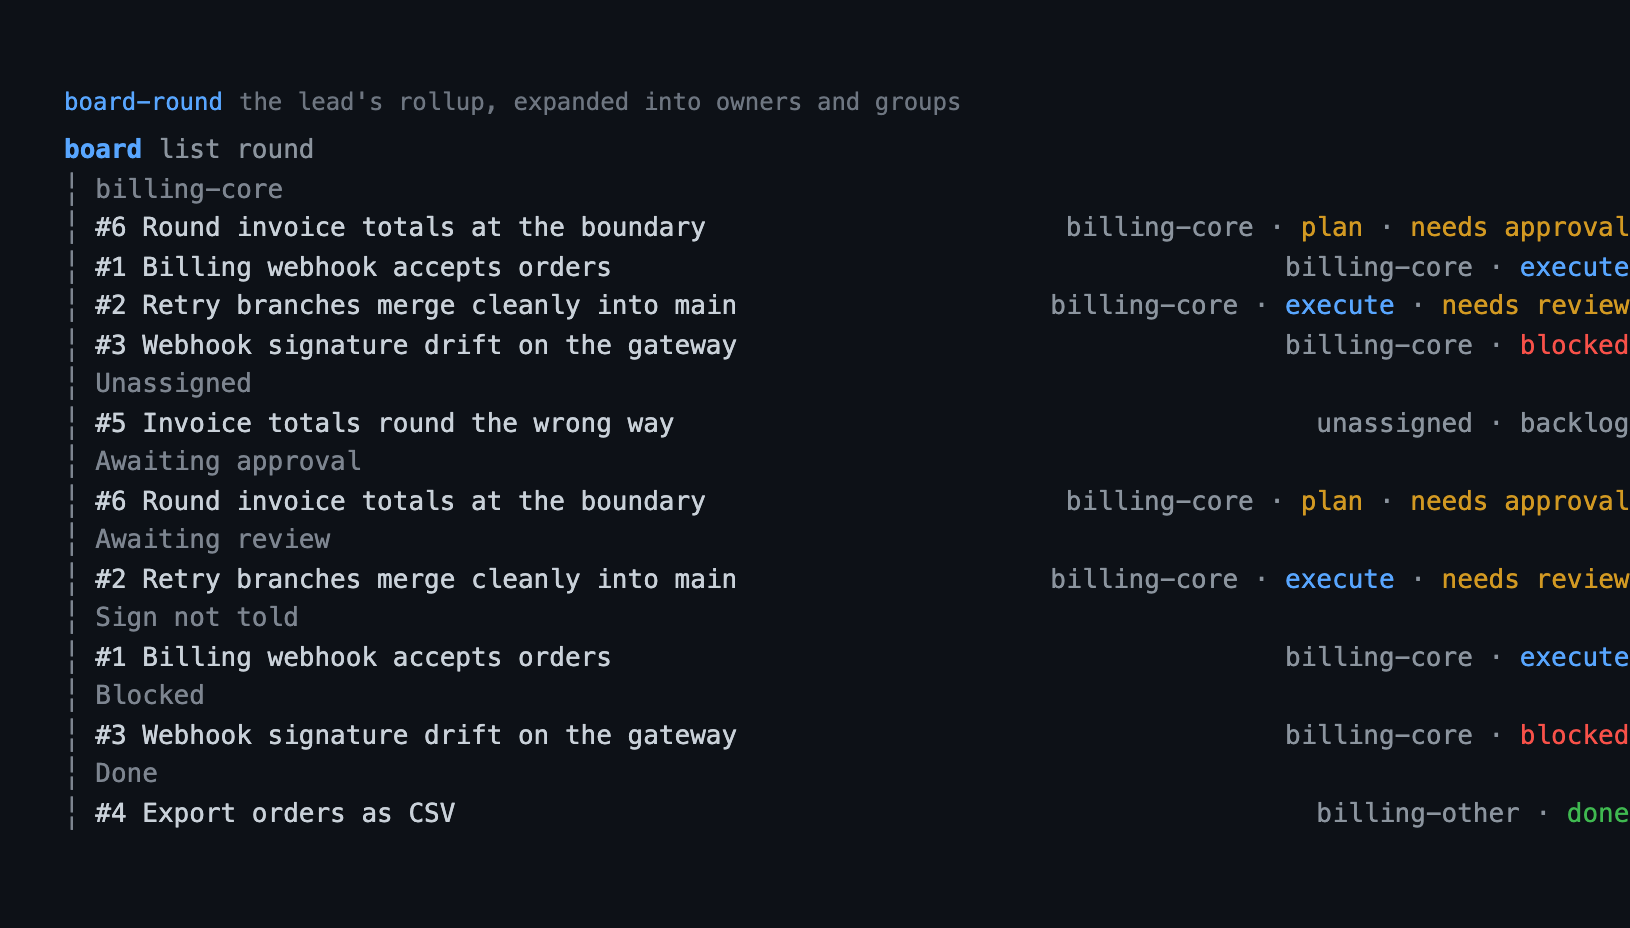 board-round the lead's rollup, expanded into owners and groups
board list round
billing-core
#6 Round invoice totals at the boundary billing-core · plan · needs approval
#1 Billing webhook accepts orders billing-core · execute
#2 Retry branches merge cleanly into main billing-core · execute · needs review
#3 Webhook signature drift on the gateway billing-core · blocked
Unassigned
#5 Invoice totals round the wrong way unassigned · backlog
Awaiting approval
#6 Round invoice totals at the boundary billing-core · plan · needs approval
Awaiting review
#2 Retry branches merge cleanly into main billing-core · execute · needs review
Sign not told
#1 Billing webhook accepts orders billing-core · execute
Blocked
#3 Webhook signature drift on the gateway billing-core · blocked
Done
#4 Export orders as CSV billing-other · done